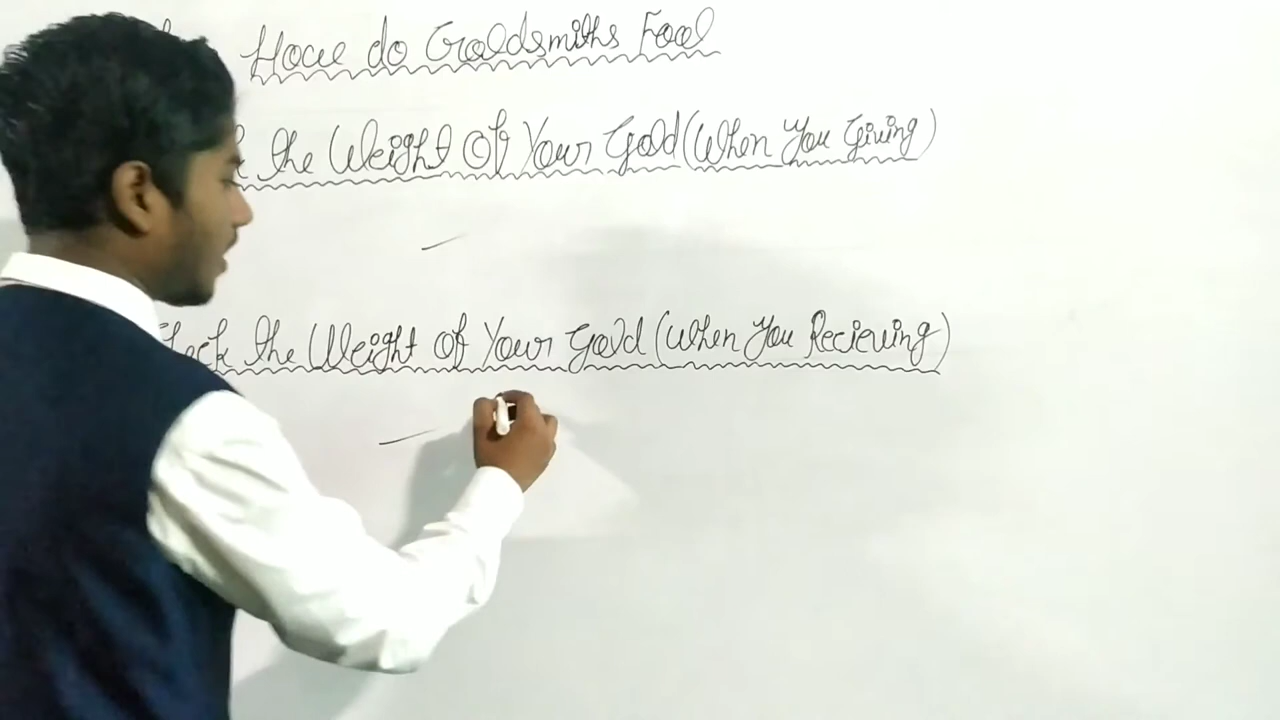 How do Goldsmiths Fool
the Weight Of Your Gold (When You Giving)
the Weight Of Your Gold (When You Recieving)